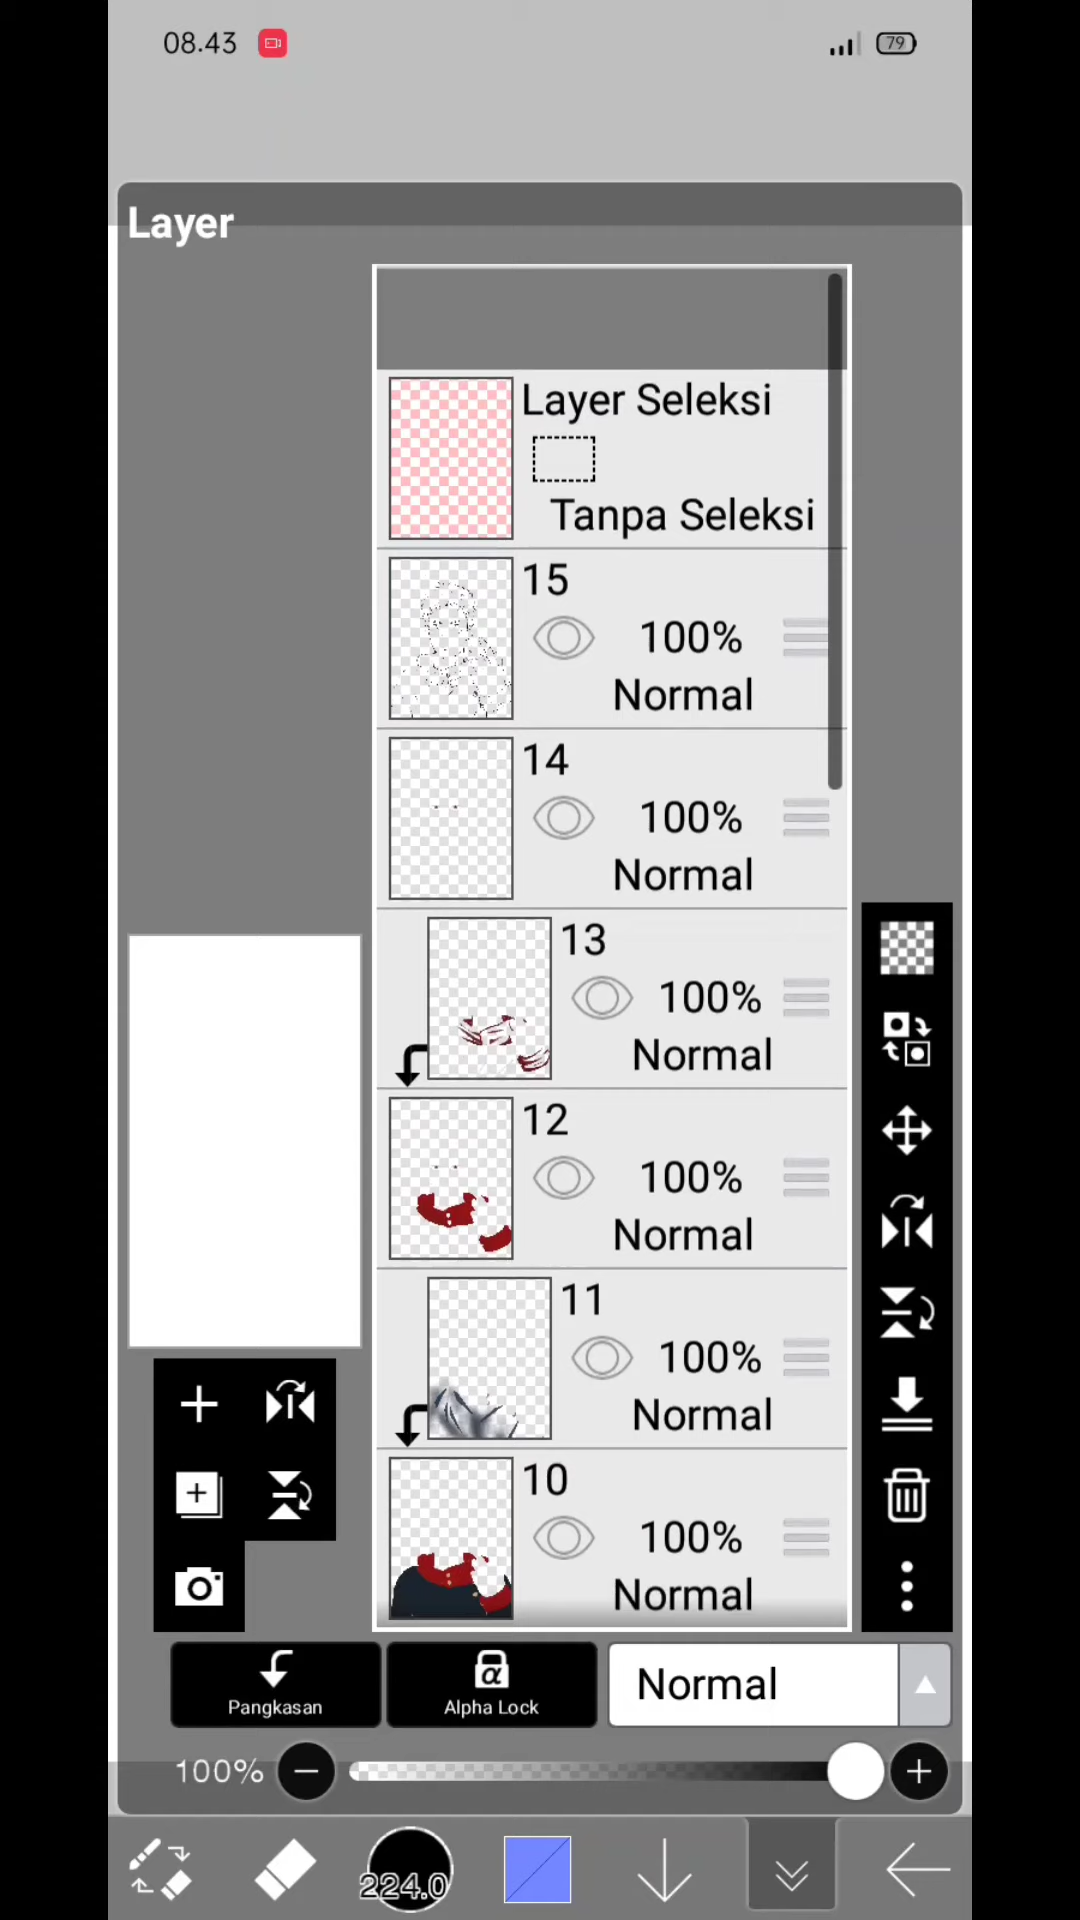 08.43
79
Layer
Layer Seleksi
Tanpa Seleksi
15
100%
Normal
14
100%
Normal
13
100%
Normal
12
100%
Normal
11
100%
Normal
10
100%
Normal
Pangkasan
α
Alpha Lock
Normal
100%
224.0